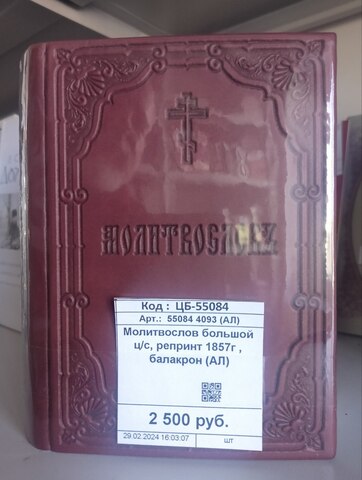 МОЛИТВОСЛОВЪ
Код : ЦБ-55084
Арт.: 55084 4093 (АЛ)
Молитвослов большой
ц/с, репринт 1857г ,
балакрон (АЛ)
2 500 руб.
29.02.2024 16:03:07 шт